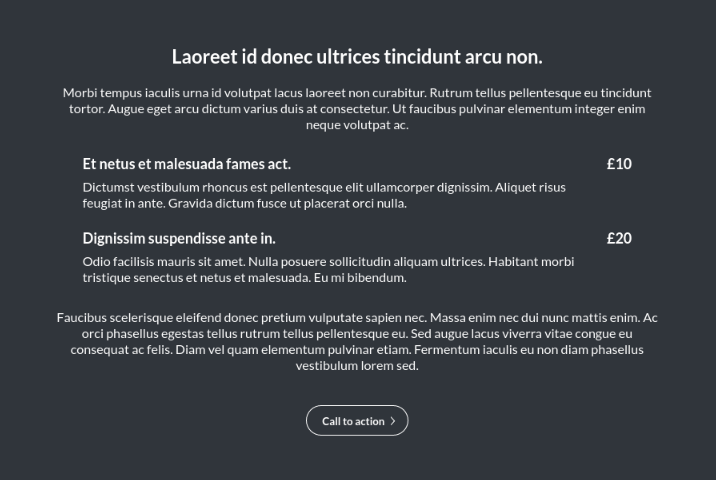 Laoreet id donec ultrices tincidunt arcu non.
Morbi tempus iaculis urna id volutpat lacus laoreet non curabitur. Rutrum tellus pellentesque eu tincidunt
tortor. Augue eget arcu dictum varius duis at consectetur. Ut faucibus pulvinar elementum integer enim
neque volutpat ac.
Et netus et malesuada fames act. £10
Dictumst vestibulum rhoncus est pellentesque elit ullamcorper dignissim. Aliquet risus
feugiat in ante. Gravida dictum fusce ut placerat orci nulla.
Dignissim suspendisse ante in. £20
Odio facilisis mauris sit amet. Nulla posuere sollicitudin aliquam ultrices. Habitant morbi
tristique senectus et netus et malesuada. Eu mi bibendum.
Faucibus scelerisque eleifend donec pretium vulputate sapien nec. Massa enim nec dui nunc mattis enim. Ac
orci phasellus egestas tellus rutrum tellus pellentesque eu. Sed augue lacus viverra vitae congue eu
consequat ac felis. Diam vel quam elementum pulvinar etiam. Fermentum iaculis eu non diam phasellus
vestibulum lorem sed.
Call to action